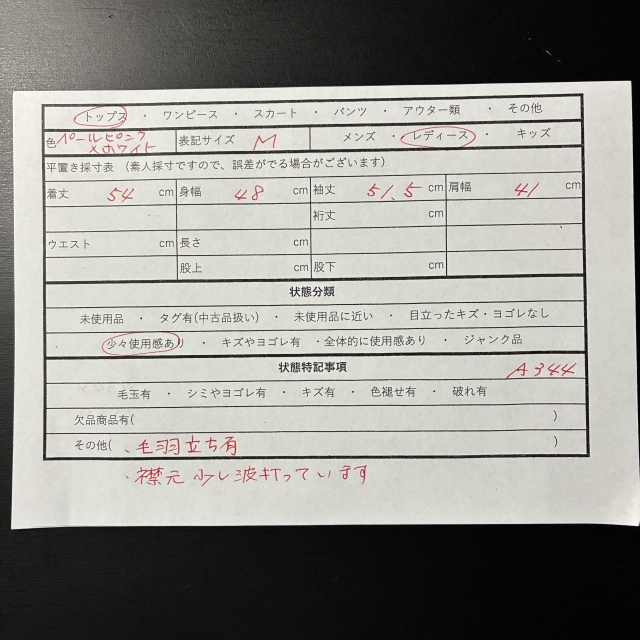 トップス ・ ワンピース ・ スカート ・ パンツ ・ アウター類 ・ その他
色 パールピンク×ホワイト 表記サイズ M メンズ ・ レディース ・ キッズ
平置き採寸表 (素人採寸ですので、誤差がでる場合がございます)
着丈 54 cm 身幅 48 cm 袖丈 51.5 cm 肩幅 41 cm
裄丈 cm
ウエスト cm 長さ cm
股上 cm 股下 cm
状態分類
未使用品 ・ タグ有(中古品扱い) ・ 未使用品に近い ・ 目立ったキズ・ヨゴレなし
少々使用感あり ・ キズやヨゴレ有 ・全体的に使用感あり ・ ジャンク品
状態特記事項 A344
毛玉有 ・ シミやヨゴレ有 ・ キズ有 ・ 色褪せ有 ・ 破れ有
欠品商品有( )
その他( ・毛羽立ち有 )
・襟元 少し波打っています